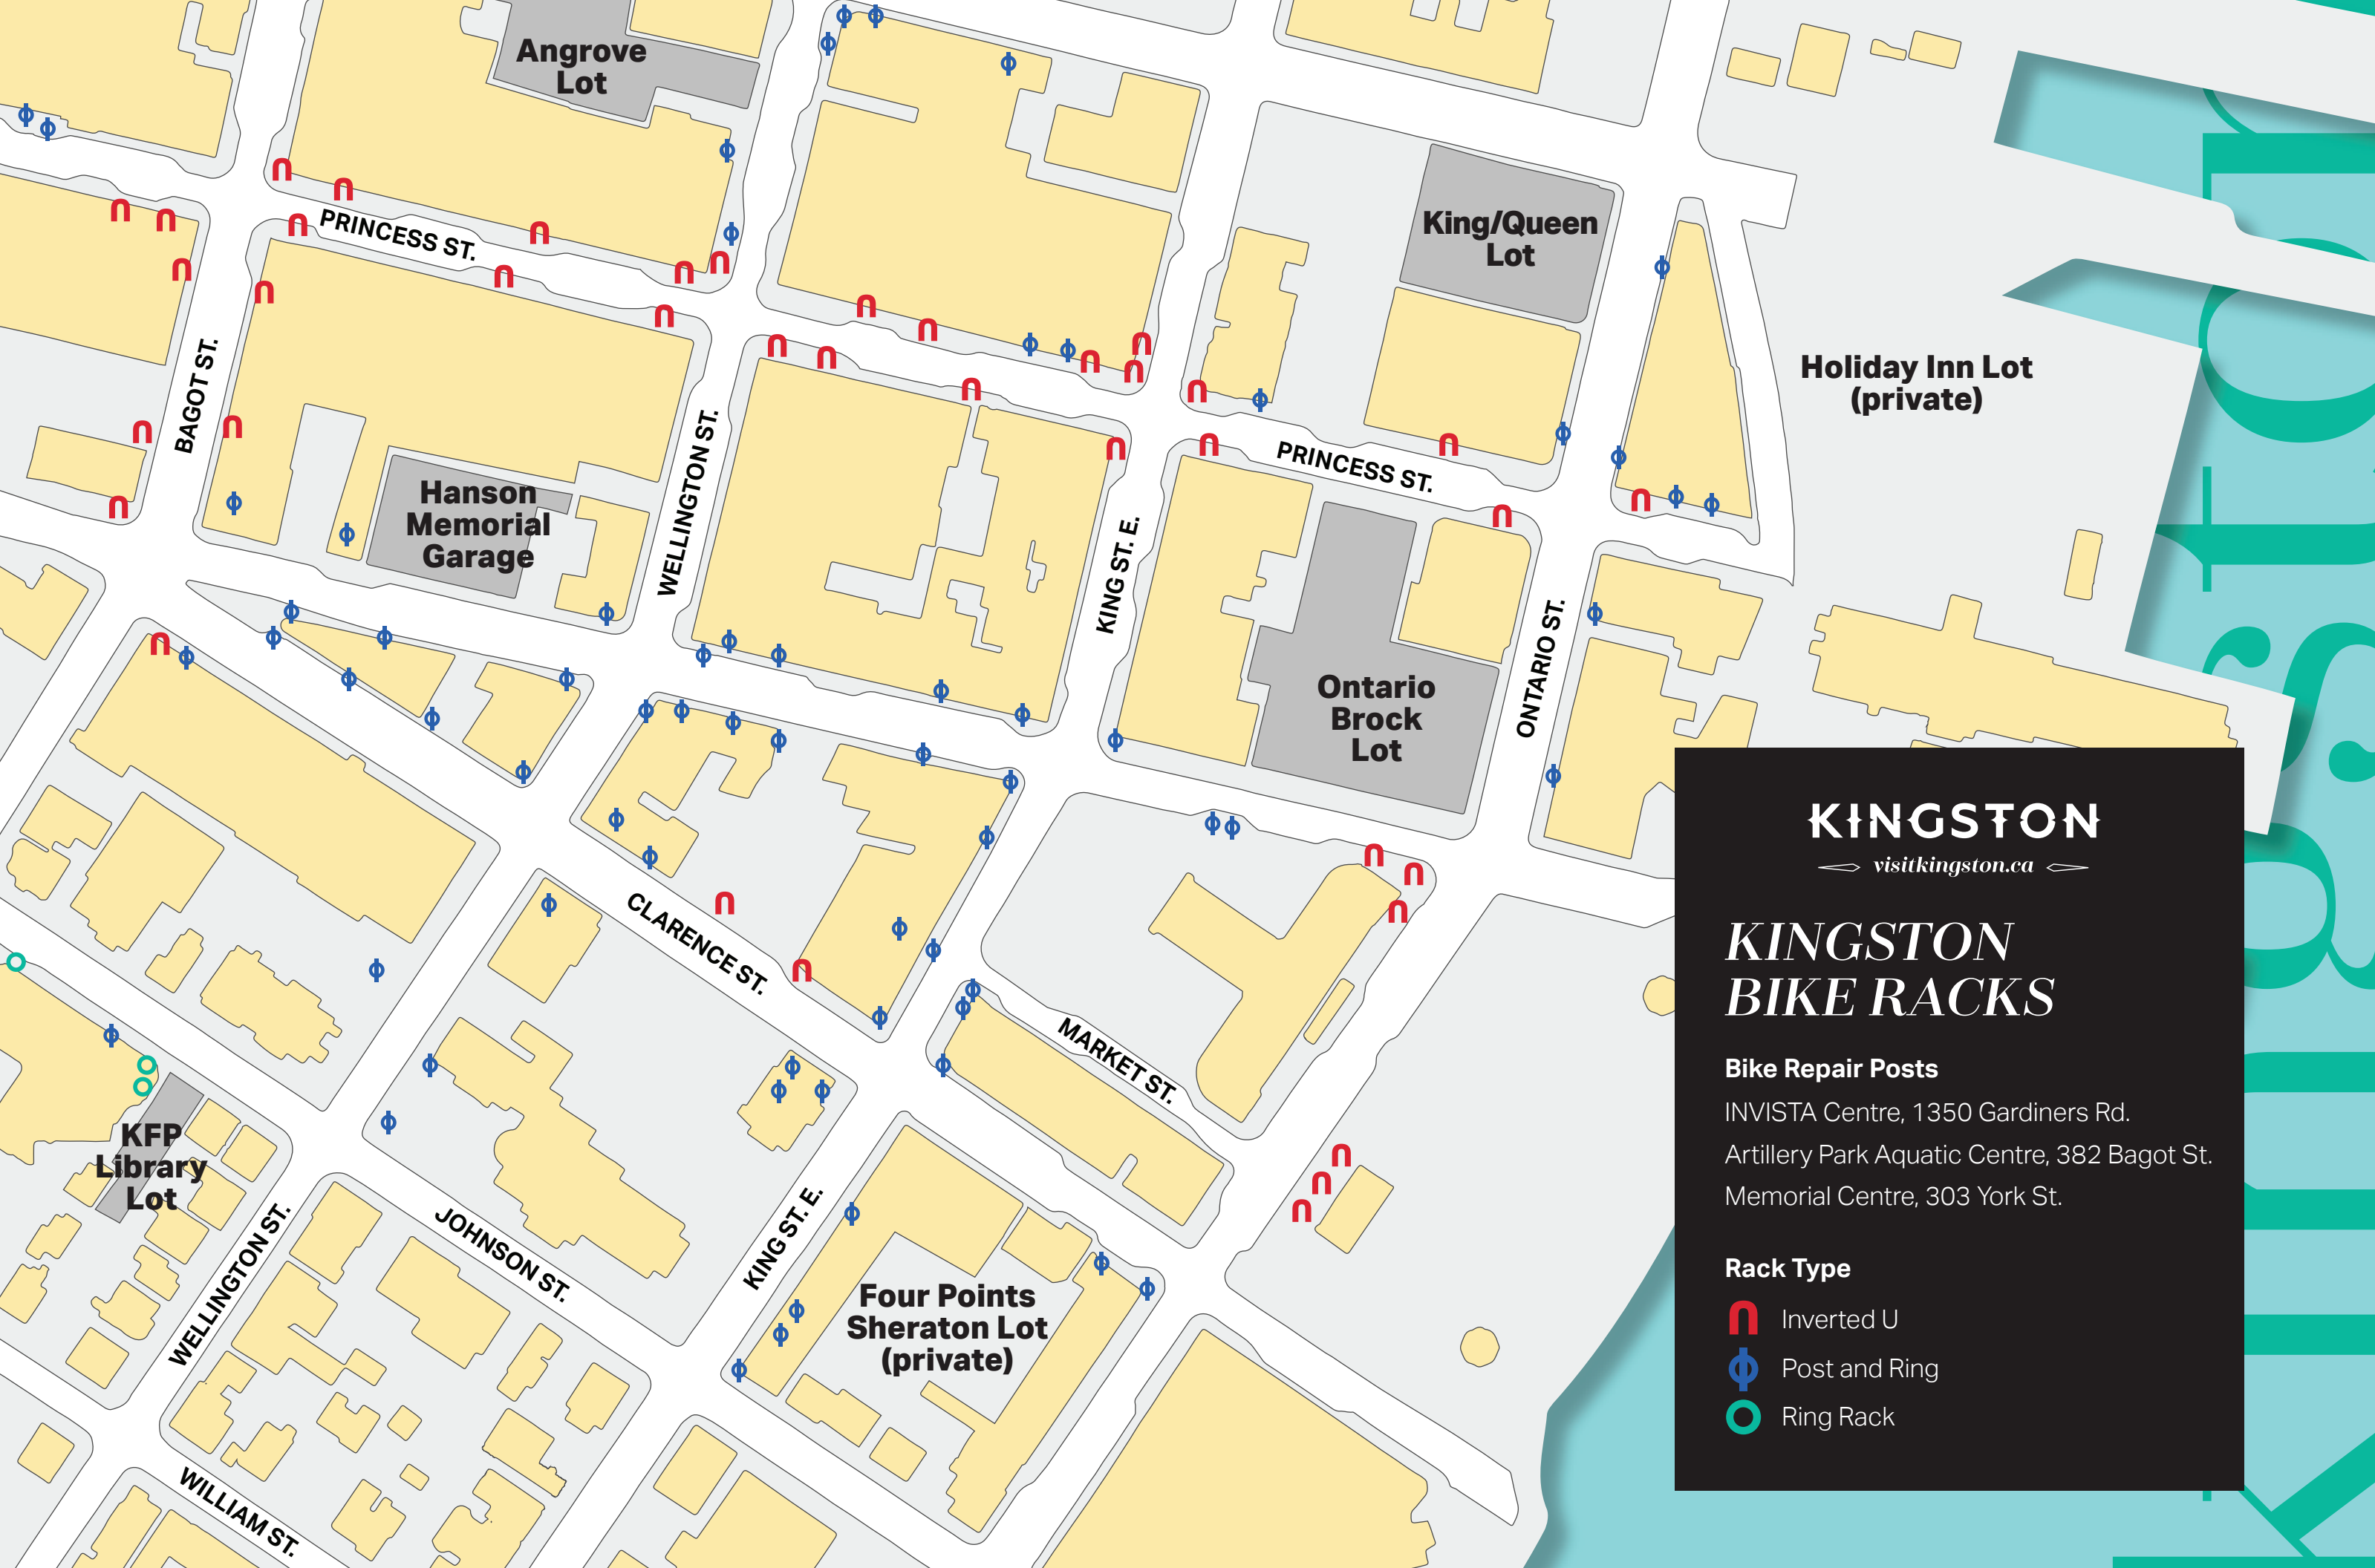 Angrove
Lot
PRINCESS ST.
King/Queen
Lot
Holiday Inn Lot
(private)
BAGOT ST.
WELLINGTON ST.
PRINCESS ST.
Hanson
Memorial
Garage
KING ST. E.
ONTARIO ST.
Ontario
Brock
Lot
CLARENCE ST.
MARKET ST.
KFP
Library
Lot
WELLINGTON ST.
JOHNSON ST.
KING ST. E.
Four Points
Sheraton Lot
(private)
WILLIAM ST.
KINGSTON
visitkingston.ca
KINGSTON
BIKE RACKS
Bike Repair Posts
INVISTA Centre, 1350 Gardiners Rd.
Artillery Park Aquatic Centre, 382 Bagot St.
Memorial Centre, 303 York St.
Rack Type
Inverted U
Post and Ring
Ring Rack